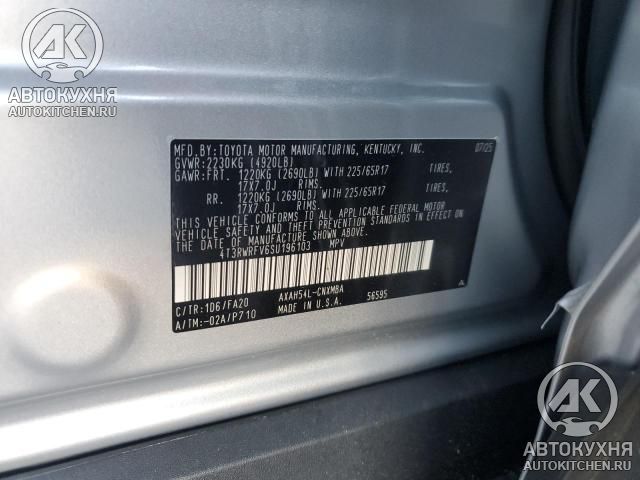 АК
АВТОКУХНЯ
AUTOKITCHEN.RU
MFD.BY:TOYOTA MOTOR MANUFACTURING, KENTUCKY, INC. 07/25
GVWR:2230KG (4920LB)
GAWR:FRT. 1220KG (2690LB) WITH 225/65R17 TIRES,
17X7.0J RIMS.
RR. 1220KG (2690LB) WITH 225/65R17 TIRES,
17X7.0J RIMS.
THIS VEHICLE CONFORMS TO ALL APPLICABLE FEDERAL MOTOR
VEHICLE SAFETY AND THEFT PREVENTION STANDARDS IN EFFECT
ON THE DATE OF MANUFACTURE SHOWN ABOVE.
4T3RWRFV6SU196103 MPV
C/TR:1D6/FA20 AXAH54L-CNXMBA 56595
A/TM:-02A/P710 MADE IN U.S.A.
АК
АВТОКУХНЯ
AUTOKITCHEN.RU